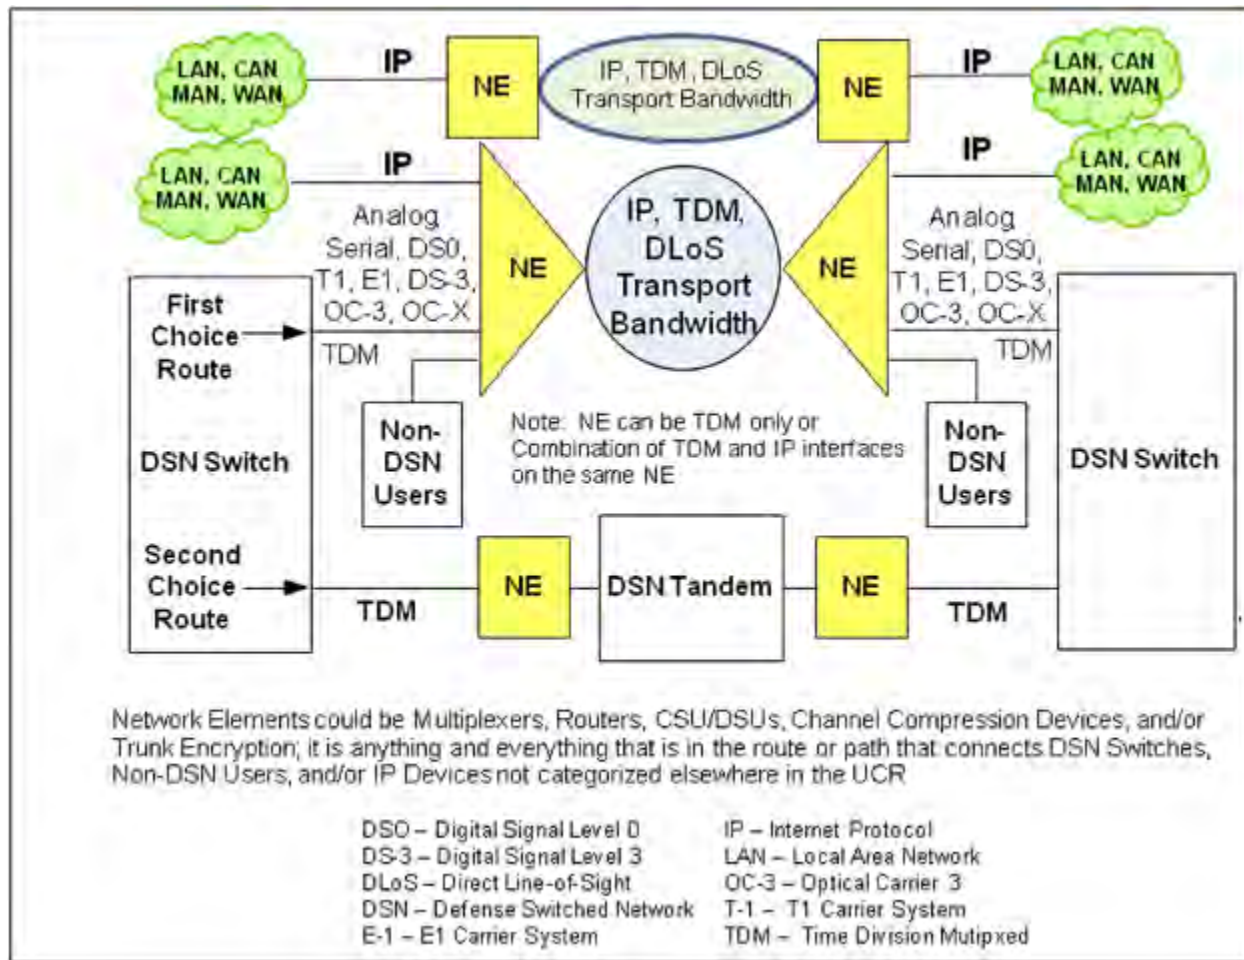 LAN, CAN
MAN, WAN
IP
NE
IP, TDM, DLoS
Transport Bandwidth
NE
IP
LAN, CAN
MAN, WAN
LAN, CAN
MAN, WAN
IP
IP
LAN, CAN
MAN, WAN
Analog
Serial, DS0,
T1, E1, DS-3,
OC-3, OC-X
TDM
NE
IP, TDM,
DLoS
Transport
Bandwidth
NE
Analog
Serial, DS0,
T1, E1, DS-3,
OC-3, OC-X
TDM
First
Choice
Route
DSN Switch
Second
Choice
Route
Non-
DSN
Users
Note: NE can be TDM only or
Combination of TDM and IP interfaces
on the same NE
Non-
DSN
Users
DSN Switch
TDM
NE
DSN Tandem
NE
TDM
Network Elements could be Multiplexers, Routers, CSU/DSUs, Channel Compression Devices, and/or
Trunk Encryption; it is anything and everything that is in the route or path that connects DSN Switches,
Non-DSN Users, and/or IP Devices not categorized elsewhere in the UCR
DSO – Digital Signal Level 0
DS-3 – Digital Signal Level 3
DLoS – Direct Line-of-Sight
DSN – Defense Switched Network
E-1 – E1 Carrier System
IP – Internet Protocol
LAN – Local Area Network
OC-3 – Optical Carrier 3
T-1 – T1 Carrier System
TDM – Time Division Mutipxed